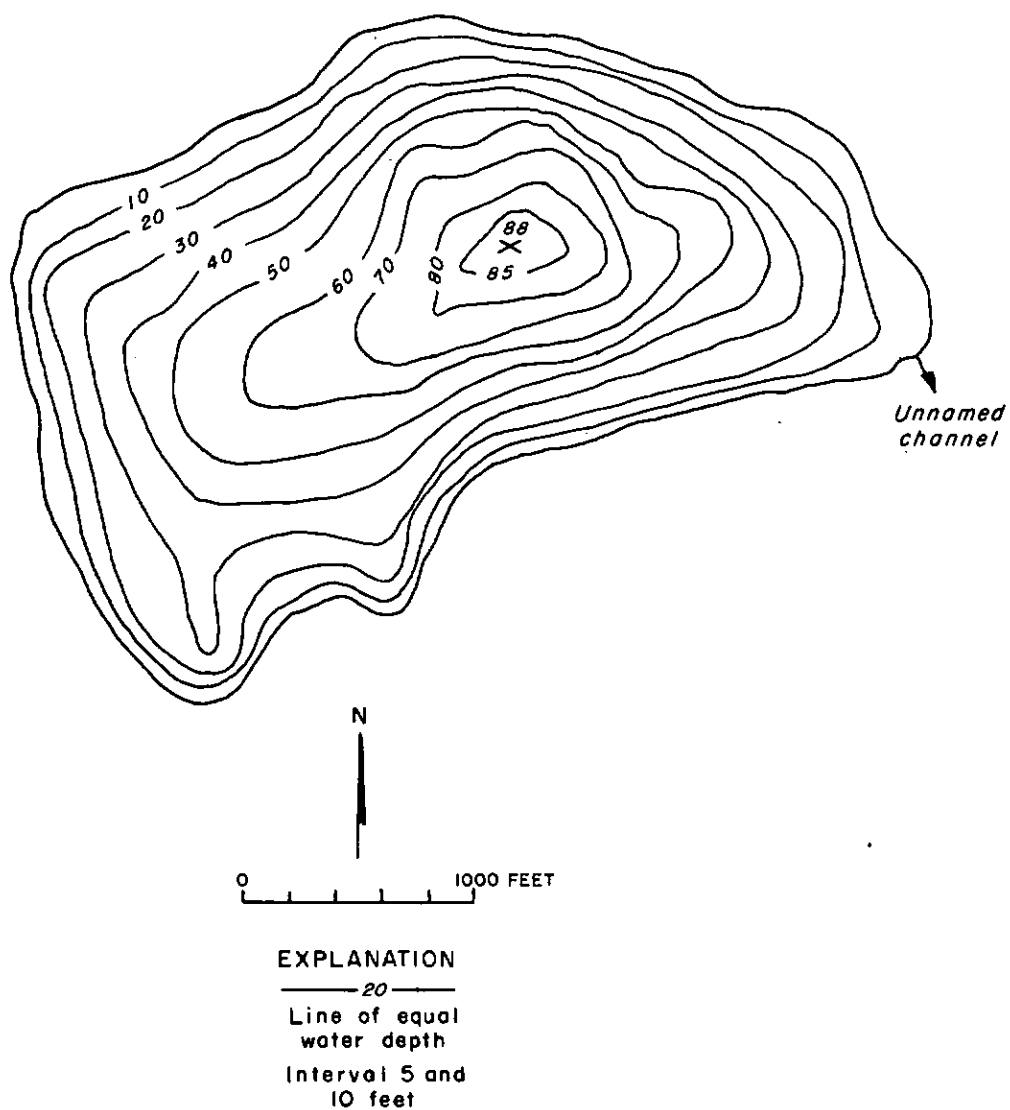 10
20
30
40
50
60
70
80
88
85
Unnamed
channel
N
0 1000 FEET
EXPLANATION
20
Line of equal
water depth
Interval 5 and
10 feet